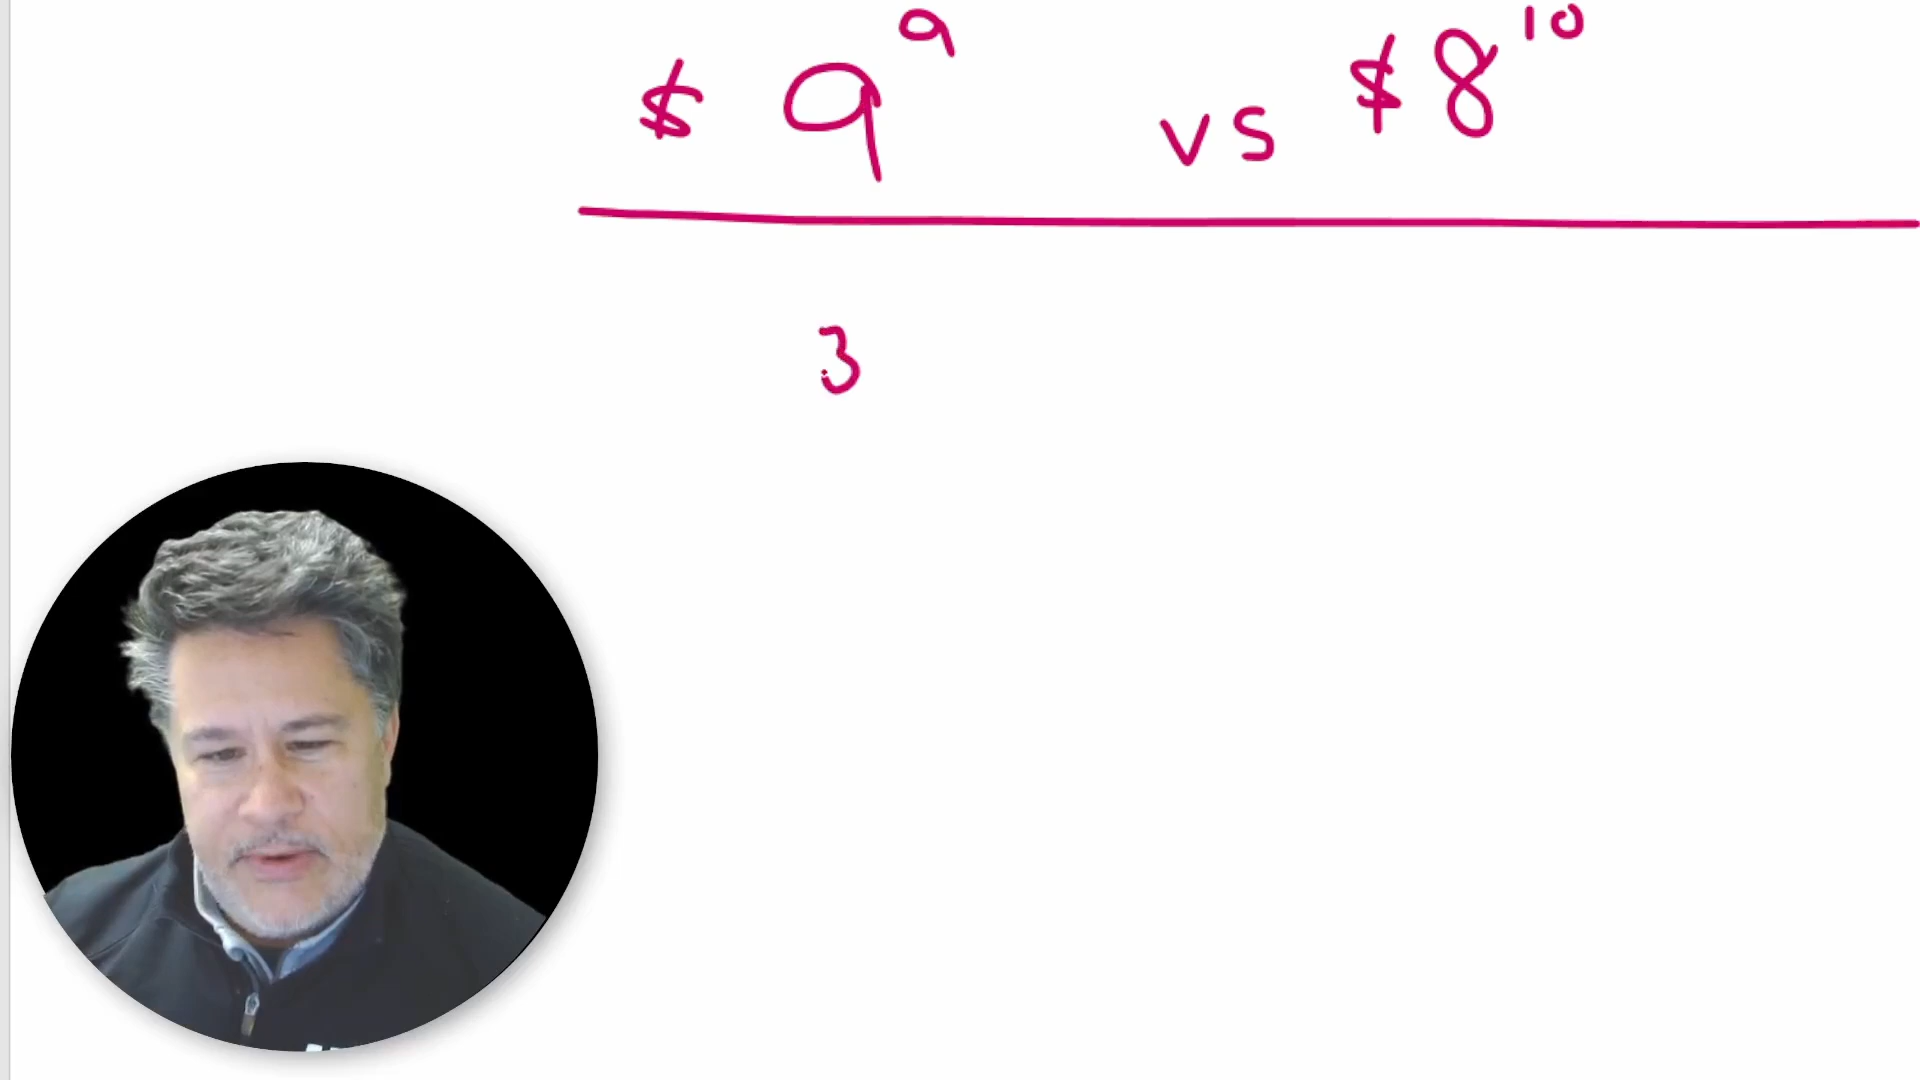 $ 9⁹ vs $ 8¹⁰
3